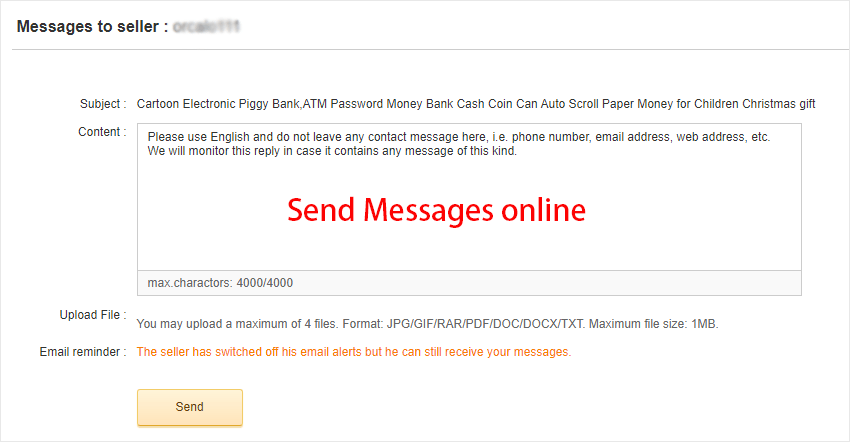 Messages to seller :
Subject : Cartoon Electronic Piggy Bank,ATM Password Money Bank Cash Coin Can Auto Scroll Paper Money for Children Christmas gift
Content : Please use English and do not leave any contact message here, i.e. phone number, email address, web address, etc.
We will monitor this reply in case it contains any message of this kind.
Send Messages online
max.charactors: 4000/4000
Upload File :
You may upload a maximum of 4 files. Format: JPG/GIF/RAR/PDF/DOC/DOCX/TXT. Maximum file size: 1MB.
Email reminder : The seller has switched off his email alerts but he can still receive your messages.
Send